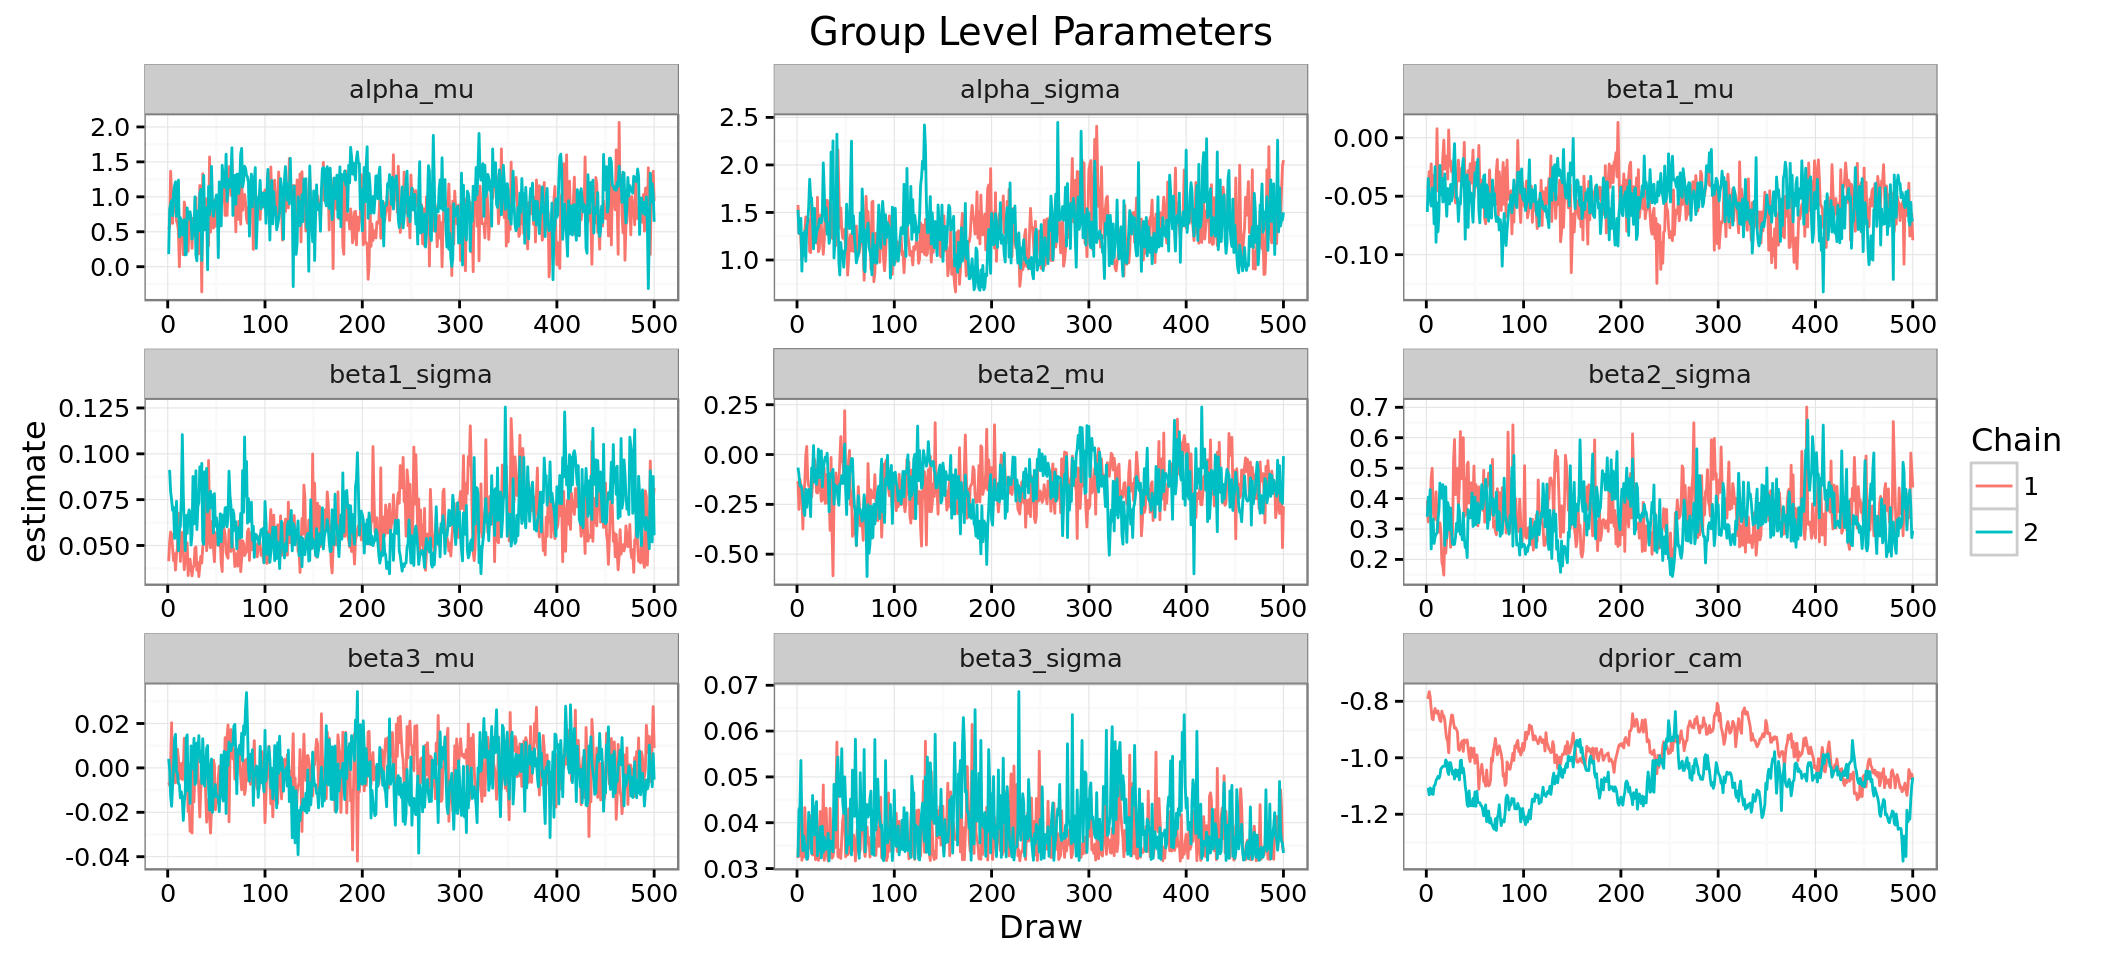 Group Level Parameters
alpha_mu
alpha_sigma
beta1_mu
2.0
1.5
1.0
0.5
0.0
2.5
2.0
1.5
1.0
0.00
-0.05
-0.10
0 100 200 300 400 500
0 100 200 300 400 500
0 100 200 300 400 500
beta1_sigma
beta2_mu
beta2_sigma
0.125
0.100
0.075
0.050
0.25
0.00
-0.25
-0.50
0.7
0.6
0.5
0.4
0.3
0.2
0 100 200 300 400 500
0 100 200 300 400 500
0 100 200 300 400 500
beta3_mu
beta3_sigma
dprior_cam
0.02
0.00
-0.02
-0.04
0.07
0.06
0.05
0.04
0.03
-0.8
-1.0
-1.2
0 100 200 300 400 500
0 100 200 300 400 500
0 100 200 300 400 500
estimate
Draw
Chain
1
2